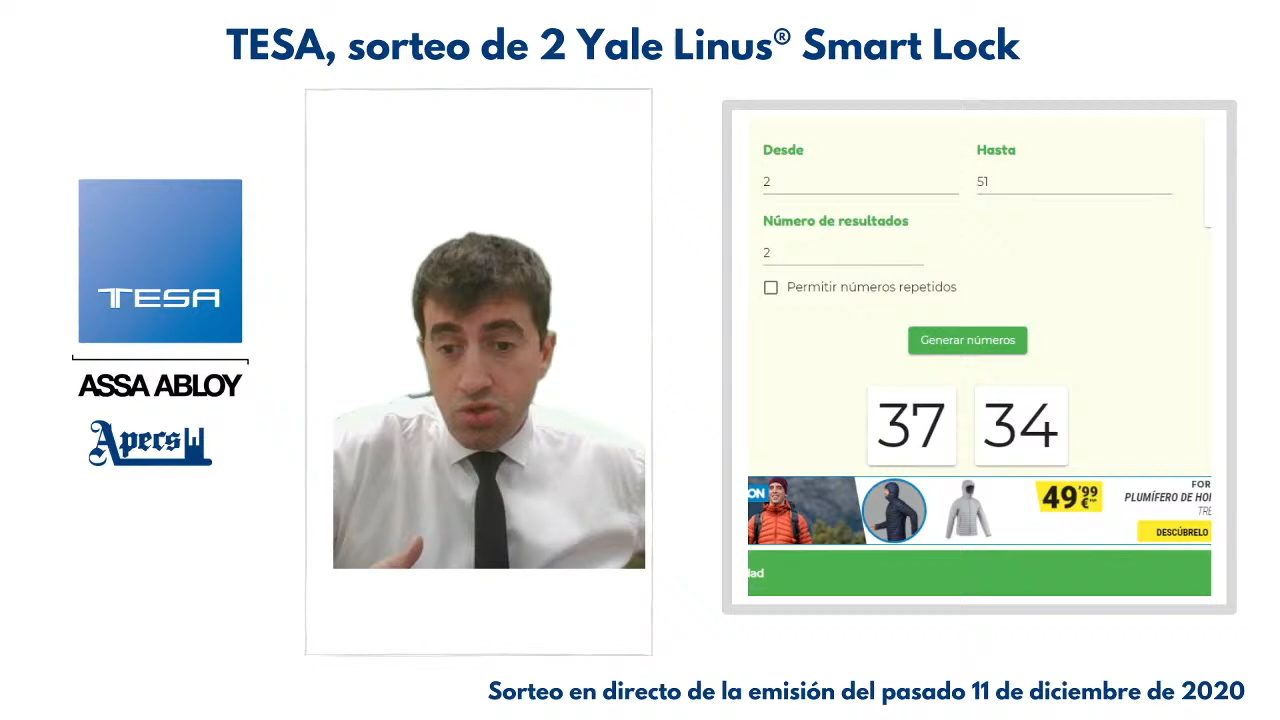 TESA, sorteo de 2 Yale Linus® Smart Lock
TESA
ASSA ABLOY
Apecs
Desde
Hasta
2
51
Número de resultados
2
Permitir números repetidos
Generar números
37
34
ON
49'99
€
FOR
PLUMÍFERO DE
DESCÚBRELO
Sorteo en directo de la emisión del pasado 11 de diciembre de 2020